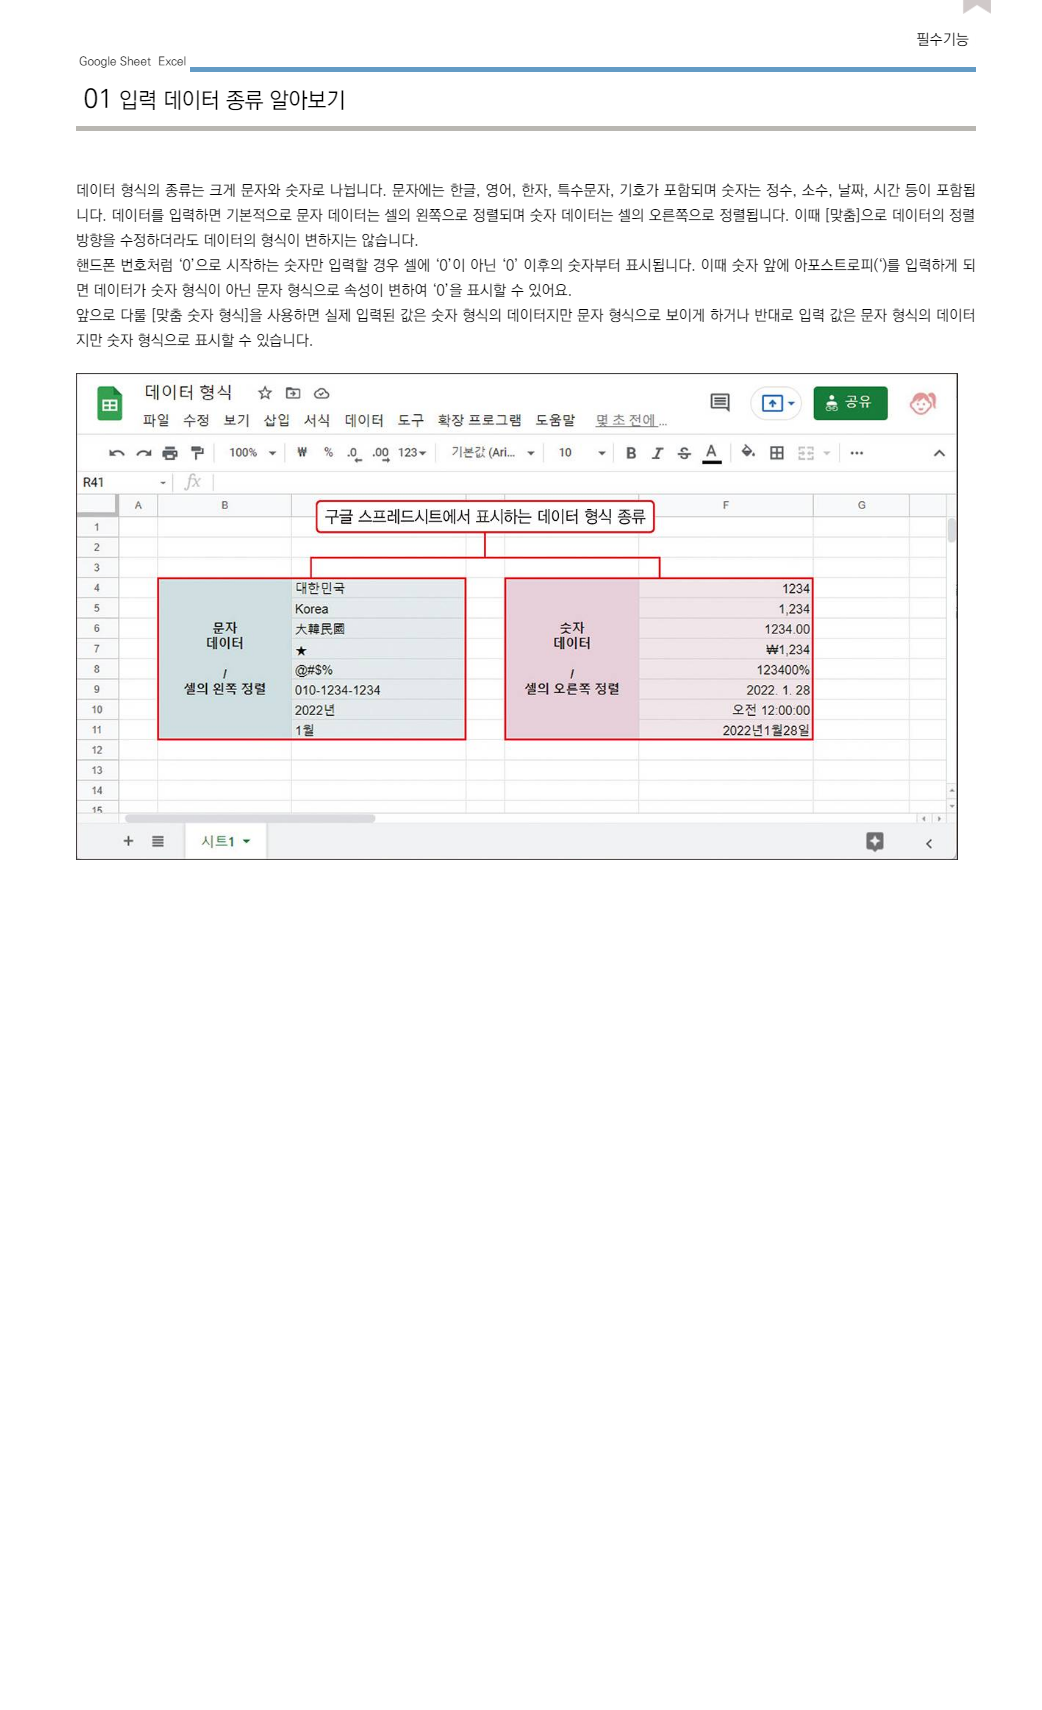 필수기능
Google Sheet Excel
01 입력 데이터 종류 알아보기
데이터 형식의 종류는 크게 문자와 숫자로 나뉩니다. 문자에는 한글, 영어, 한자, 특수문자, 기호가 포함되며 숫자는 정수, 소수, 날짜, 시간 등이 포함됩
니다. 데이터를 입력하면 기본적으로 문자 데이터는 셀의 왼쪽으로 정렬되며 숫자 데이터는 셀의 오른쪽으로 정렬됩니다. 이때 [맞춤]으로 데이터의 정렬
방향을 수정하더라도 데이터의 형식이 변하지는 않습니다.
핸드폰 번호처럼 ‘0’으로 시작하는 숫자만 입력할 경우 셀에 ‘0’이 아닌 ‘0’ 이후의 숫자부터 표시됩니다. 이때 숫자 앞에 아포스트로피(‘)를 입력하게 되
면 데이터가 숫자 형식이 아닌 문자 형식으로 속성이 변하여 ‘0’을 표시할 수 있어요.
앞으로 다룰 [맞춤 숫자 형식]을 사용하면 실제 입력된 값은 숫자 형식의 데이터지만 문자 형식으로 보이게 하거나 반대로 입력 값은 문자 형식의 데이터
지만 숫자 형식으로 표시할 수 있습니다.
데이터 형식
공유
파일 수정 보기 삽입 서식 데이터 도구 확장 프로그램 도움말 몇 초 전에...
100% ₩ % .0 .00 123 기본값 (Ari... 10 B I S A
R41 fx
A B F G
구글 스프레드시트에서 표시하는 데이터 형식 종류
1
2
3
4 대한민국 1234
5 Korea 1,234
6 문자 大韓民國 숫자 1234.00
7 데이터 ★ 데이터 ₩1,234
8 / @#$% / 123400%
9 셀의 왼쪽 정렬 010-1234-1234 셀의 오른쪽 정렬 2022. 1. 28
10 2022년 오전 12:00:00
11 1월 2022년1월28일
12
13
14
15
시트1